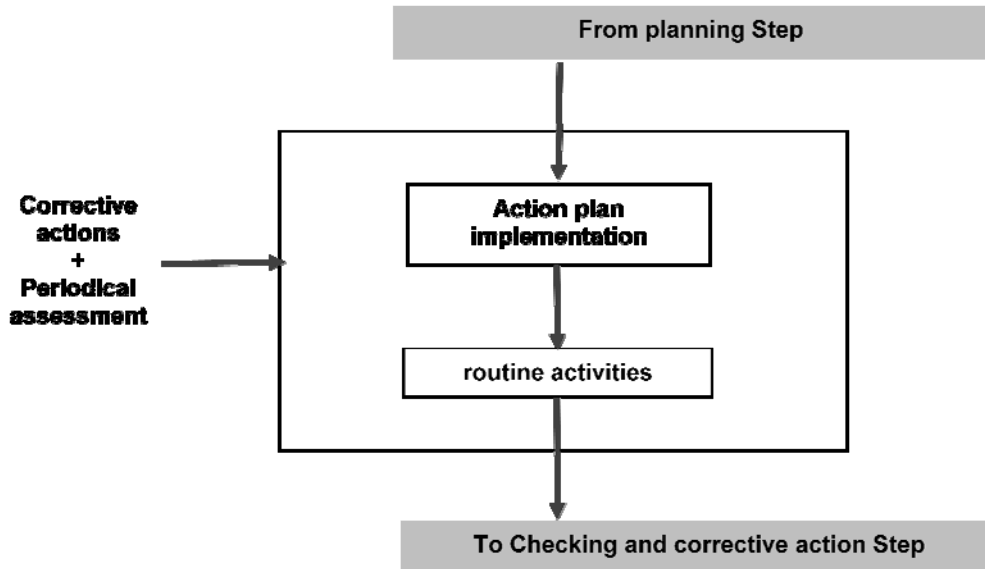 From planning Step
Action plan
implementation
Corrective
actions
+
Periodical
assessment
routine activities
To Checking and corrective action Step